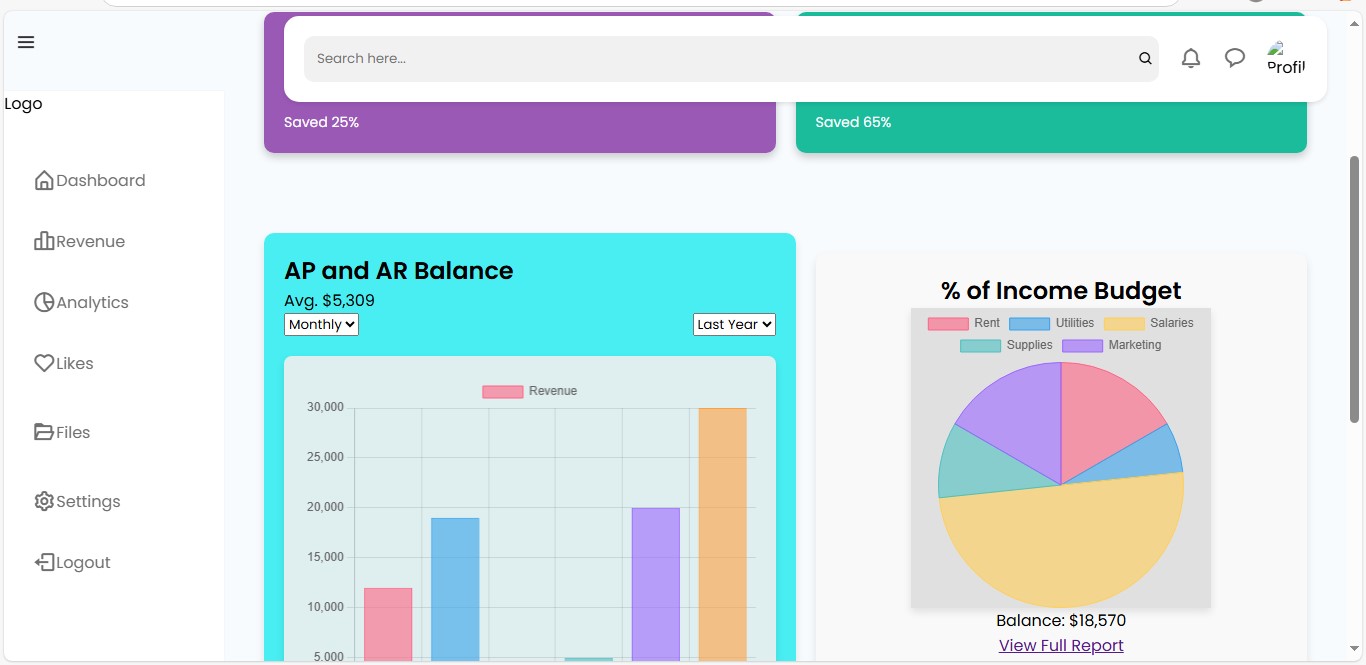 Search here...
Profil
Logo
Saved 25%
Saved 65%
Dashboard
Revenue
Analytics
Likes
Files
Settings
Logout
AP and AR Balance
Avg. $5,309
Monthly
Last Year
Revenue
30,000
25,000
20,000
15,000
10,000
5,000
% of Income Budget
Rent Utilities Salaries
Supplies Marketing
Balance: $18,570
View Full Report